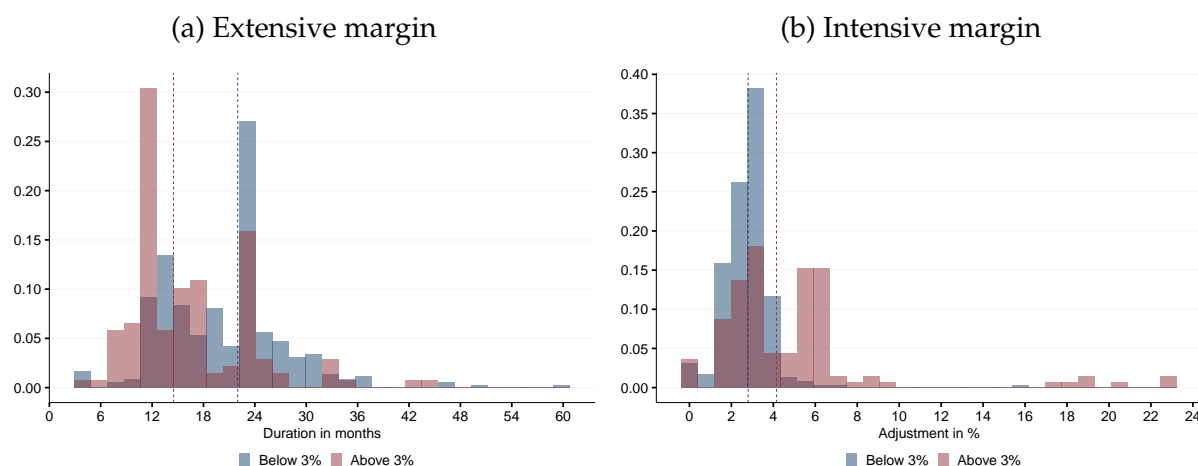 (a) Extensive margin
0.30
0.25
0.20
0.15
0.10
0.05
0.00
0 6 12 18 24 30 36 42 48 54 60
Duration in months
Below 3% Above 3%
(b) Intensive margin
0.40
0.35
0.30
0.25
0.20
0.15
0.10
0.05
0.00
0 2 4 6 8 10 12 14 16 18 20 22 24
Adjustment in %
Below 3% Above 3%